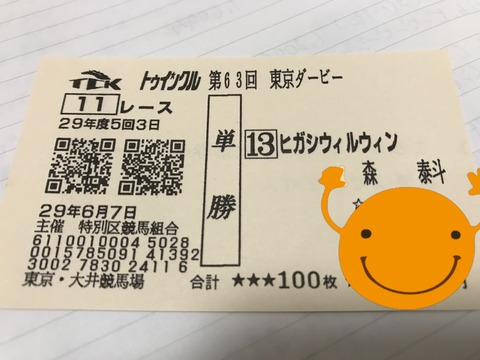 TCK トゥインクル 第63回 東京ダービー
11 レース
29年度5回3日
単勝
13 ヒガシウィルウィン
森 泰斗
☆
29年6月7日
主催 特別区競馬組合
6110010004 5028
0015785091 41392
3002 7830 2411 6
東京・大井競馬場
合計 ★★★100枚